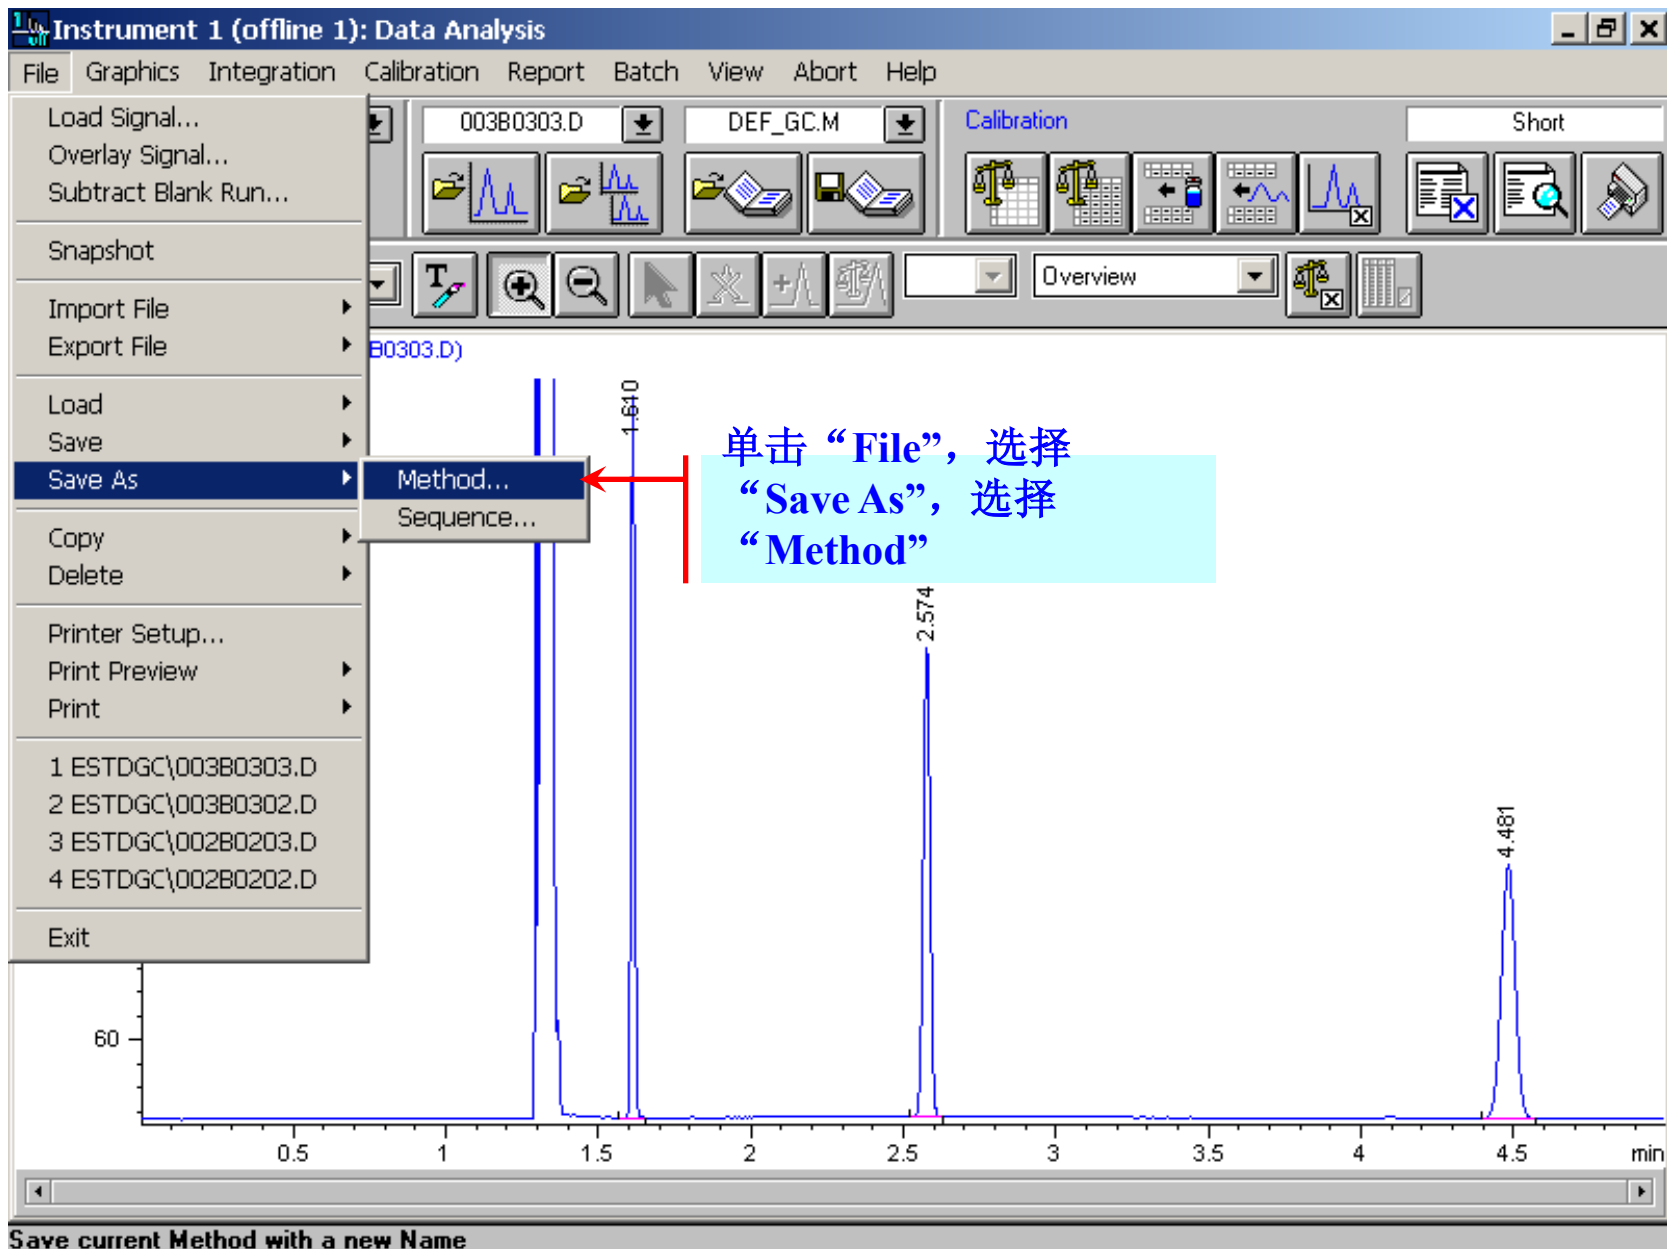 Instrument 1 (offline 1): Data Analysis
File Graphics Integration Calibration Report Batch View Abort Help
003B0303.D DEF_GC.M Calibration Short
Overview
Load Signal...
Overlay Signal...
Subtract Blank Run...
Snapshot
Import File
Export File
Load
Save
Save As
Copy
Delete
Printer Setup...
Print Preview
Print
1 ESTDGC\003B0303.D
2 ESTDGC\003B0302.D
3 ESTDGC\002B0203.D
4 ESTDGC\002B0202.D
Exit
Method...
Sequence...
B0303.D)
单击“File”，选择
“Save As”，选择
“Method”
1.610
2.574
4.481
60
0.5 1 1.5 2 2.5 3 3.5 4 4.5 min
Save current Method with a new Name